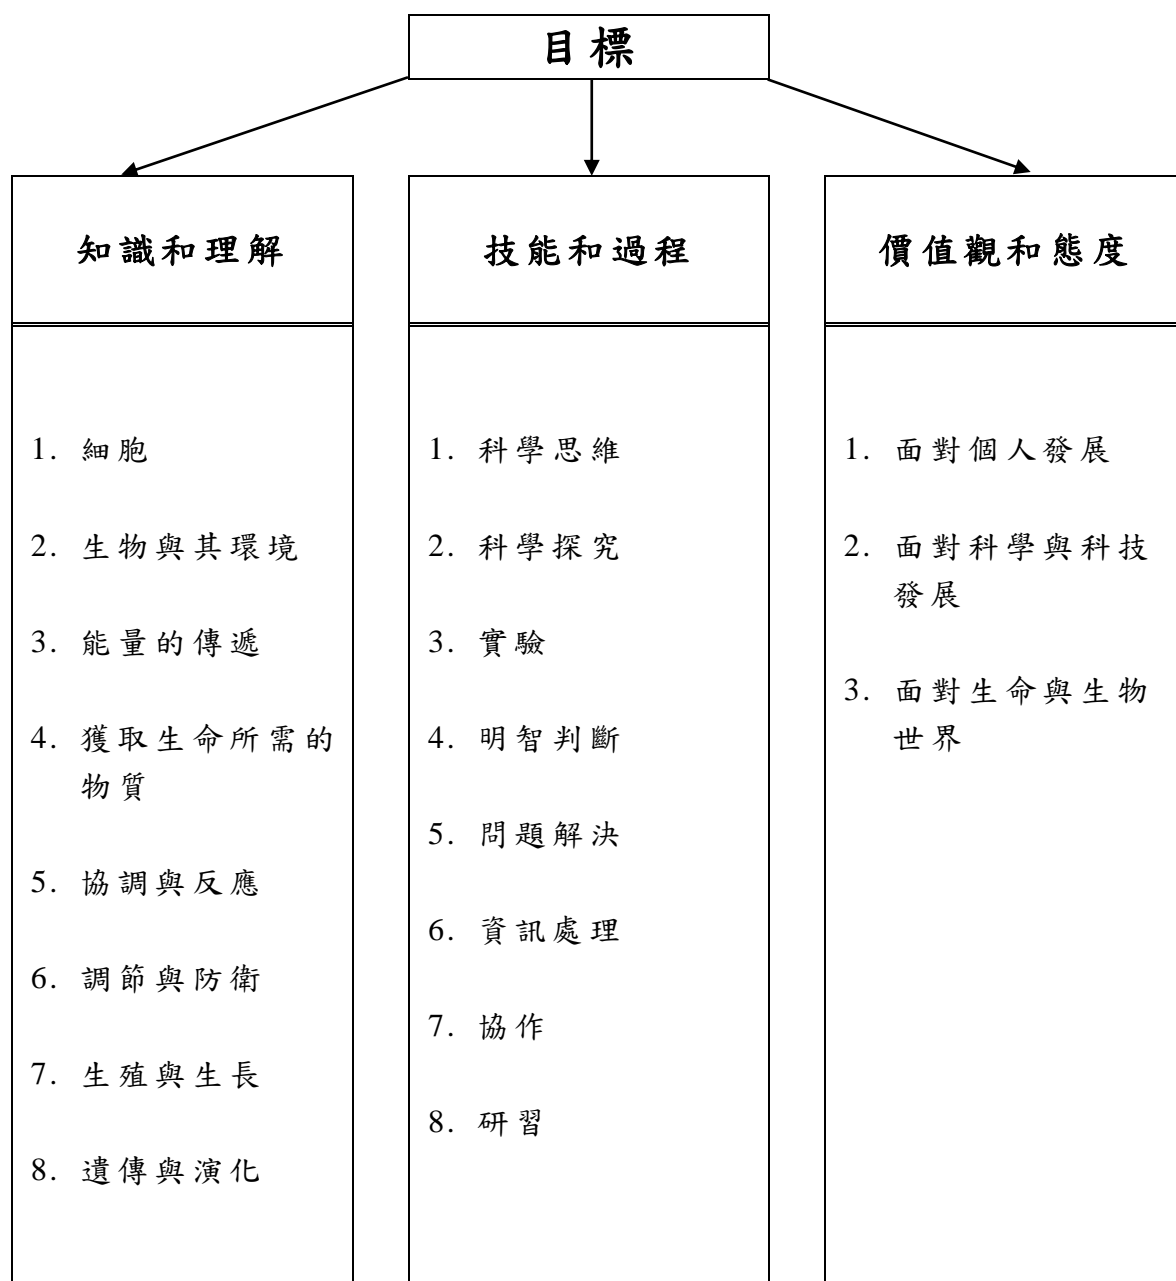 目標
知識和理解
1. 細胞
2. 生物與其環境
3. 能量的傳遞
4. 獲取生命所需的
物質
5. 協調與反應
6. 調節與防衛
7. 生殖與生長
8. 遺傳與演化
技能和過程
1. 科學思維
2. 科學探究
3. 實驗
4. 明智判斷
5. 問題解決
6. 資訊處理
7. 協作
8. 研習
價值觀和態度
1. 面對個人發展
2. 面對科學與科技
發展
3. 面對生命與生物
世界